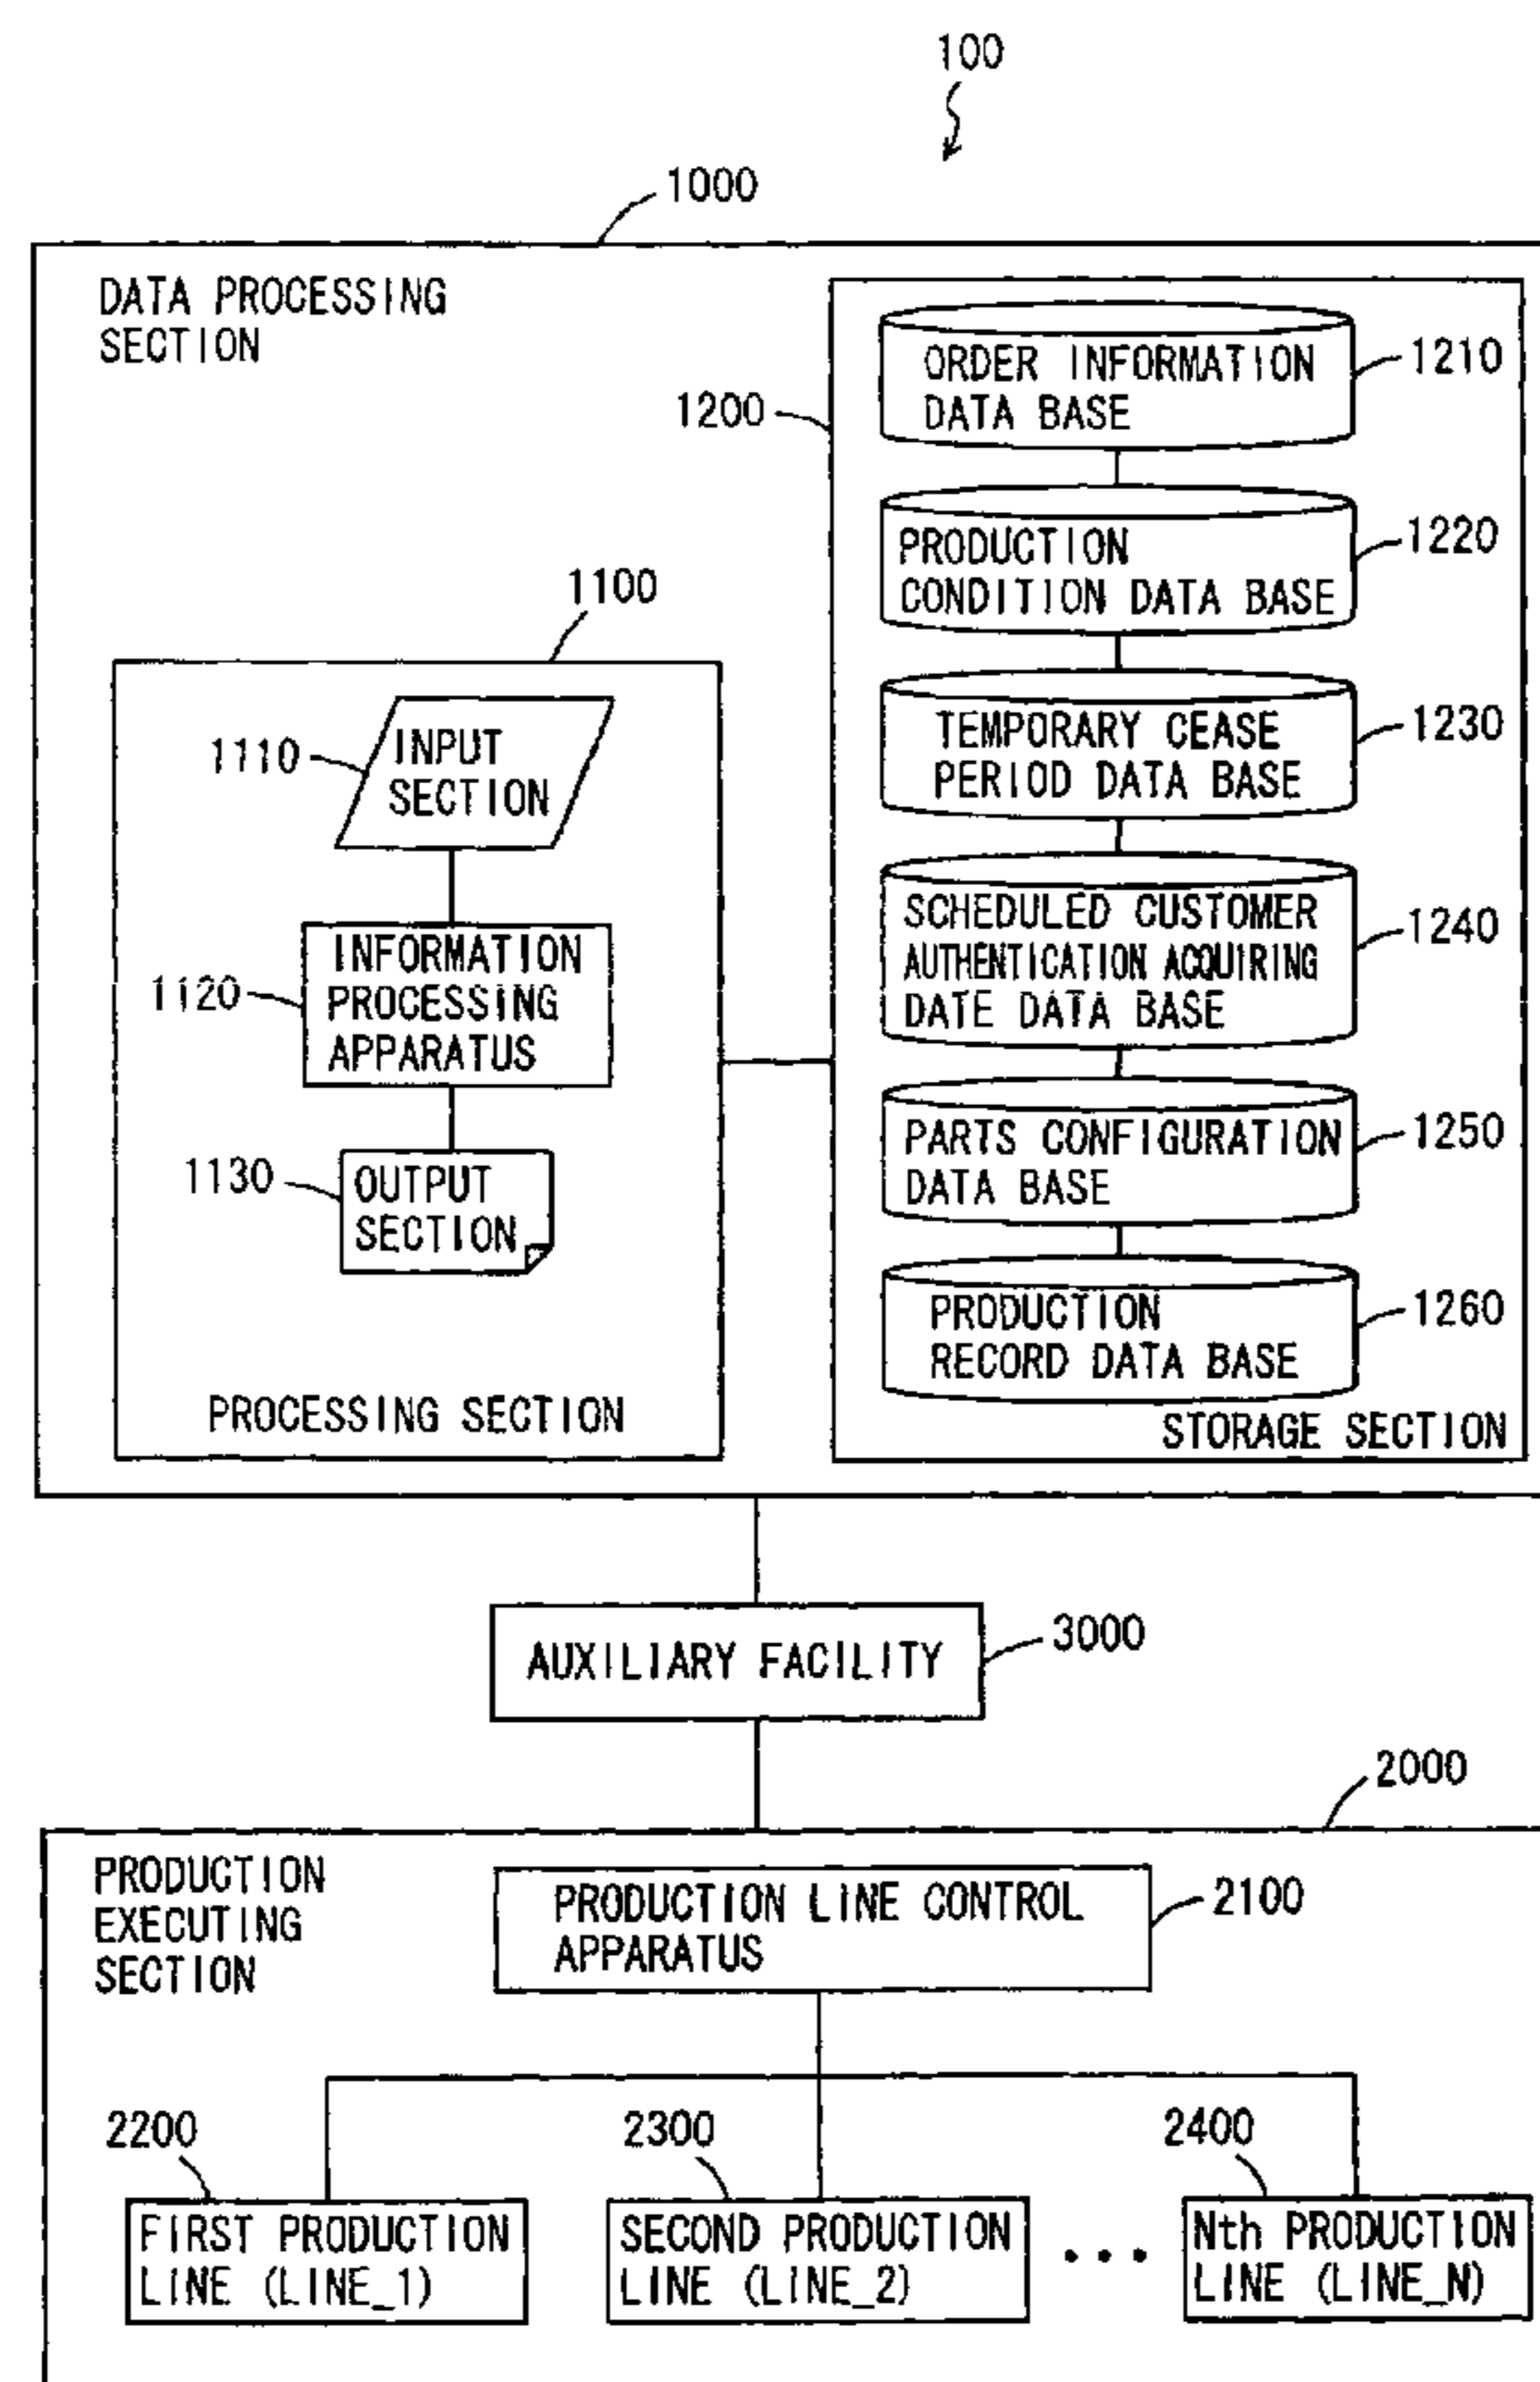 100
1000
DATA PROCESSING
SECTION
1200
ORDER INFORMATION
DATA BASE
1210
PRODUCTION
CONDITION DATA BASE
1220
TEMPORARY CEASE
PERIOD DATA BASE
1230
SCHEDULED CUSTOMER
AUTHENTICATION ACQUIRING
DATE DATA BASE
1240
PARTS CONFIGURATION
DATA BASE
1250
PRODUCTION
RECORD DATA BASE
1260
STORAGE SECTION
1100
1110
INPUT
SECTION
1120
INFORMATION
PROCESSING
APPARATUS
1130
OUTPUT
SECTION
PROCESSING SECTION
AUXILIARY FACILITY
3000
2000
PRODUCTION
EXECUTING
SECTION
PRODUCTION LINE CONTROL
APPARATUS
2100
2200
FIRST PRODUCTION
LINE (LINE_1)
2300
SECOND PRODUCTION
LINE (LINE_2)
• • •
2400
Nth PRODUCTION
LINE (LINE_N)